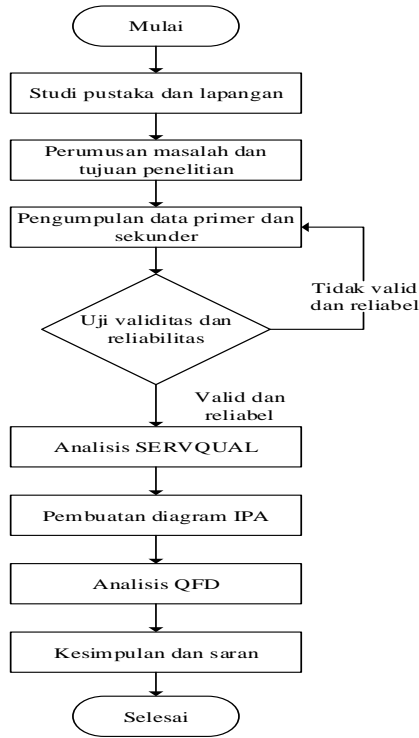 Mulai
Studi pustaka dan lapangan
Perumusan masalah dan
tujuan penelitian
Pengumpulan data primer dan
sekunder
Tidak valid
dan reliabel
Uji validitas dan
reliabilitas
Valid dan
reliabel
Analisis SERVQUAL
Pembuatan diagram IPA
Analisis QFD
Kesimpulan dan saran
Selesai